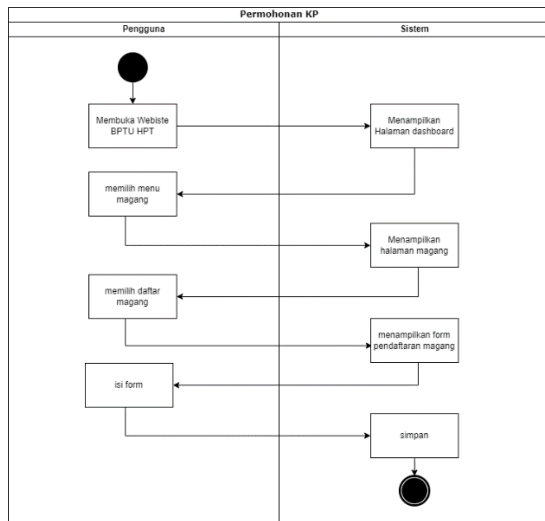 Permohonan KP
Pengguna
Sistem
Membuka Webiste
BPTU HPT
Menampilkan
Halaman dashboard
memilih menu
magang
Menampilkan
halaman magang
memilih daftar
magang
menampilkan form
pendaftaran magang
isi form
simpan